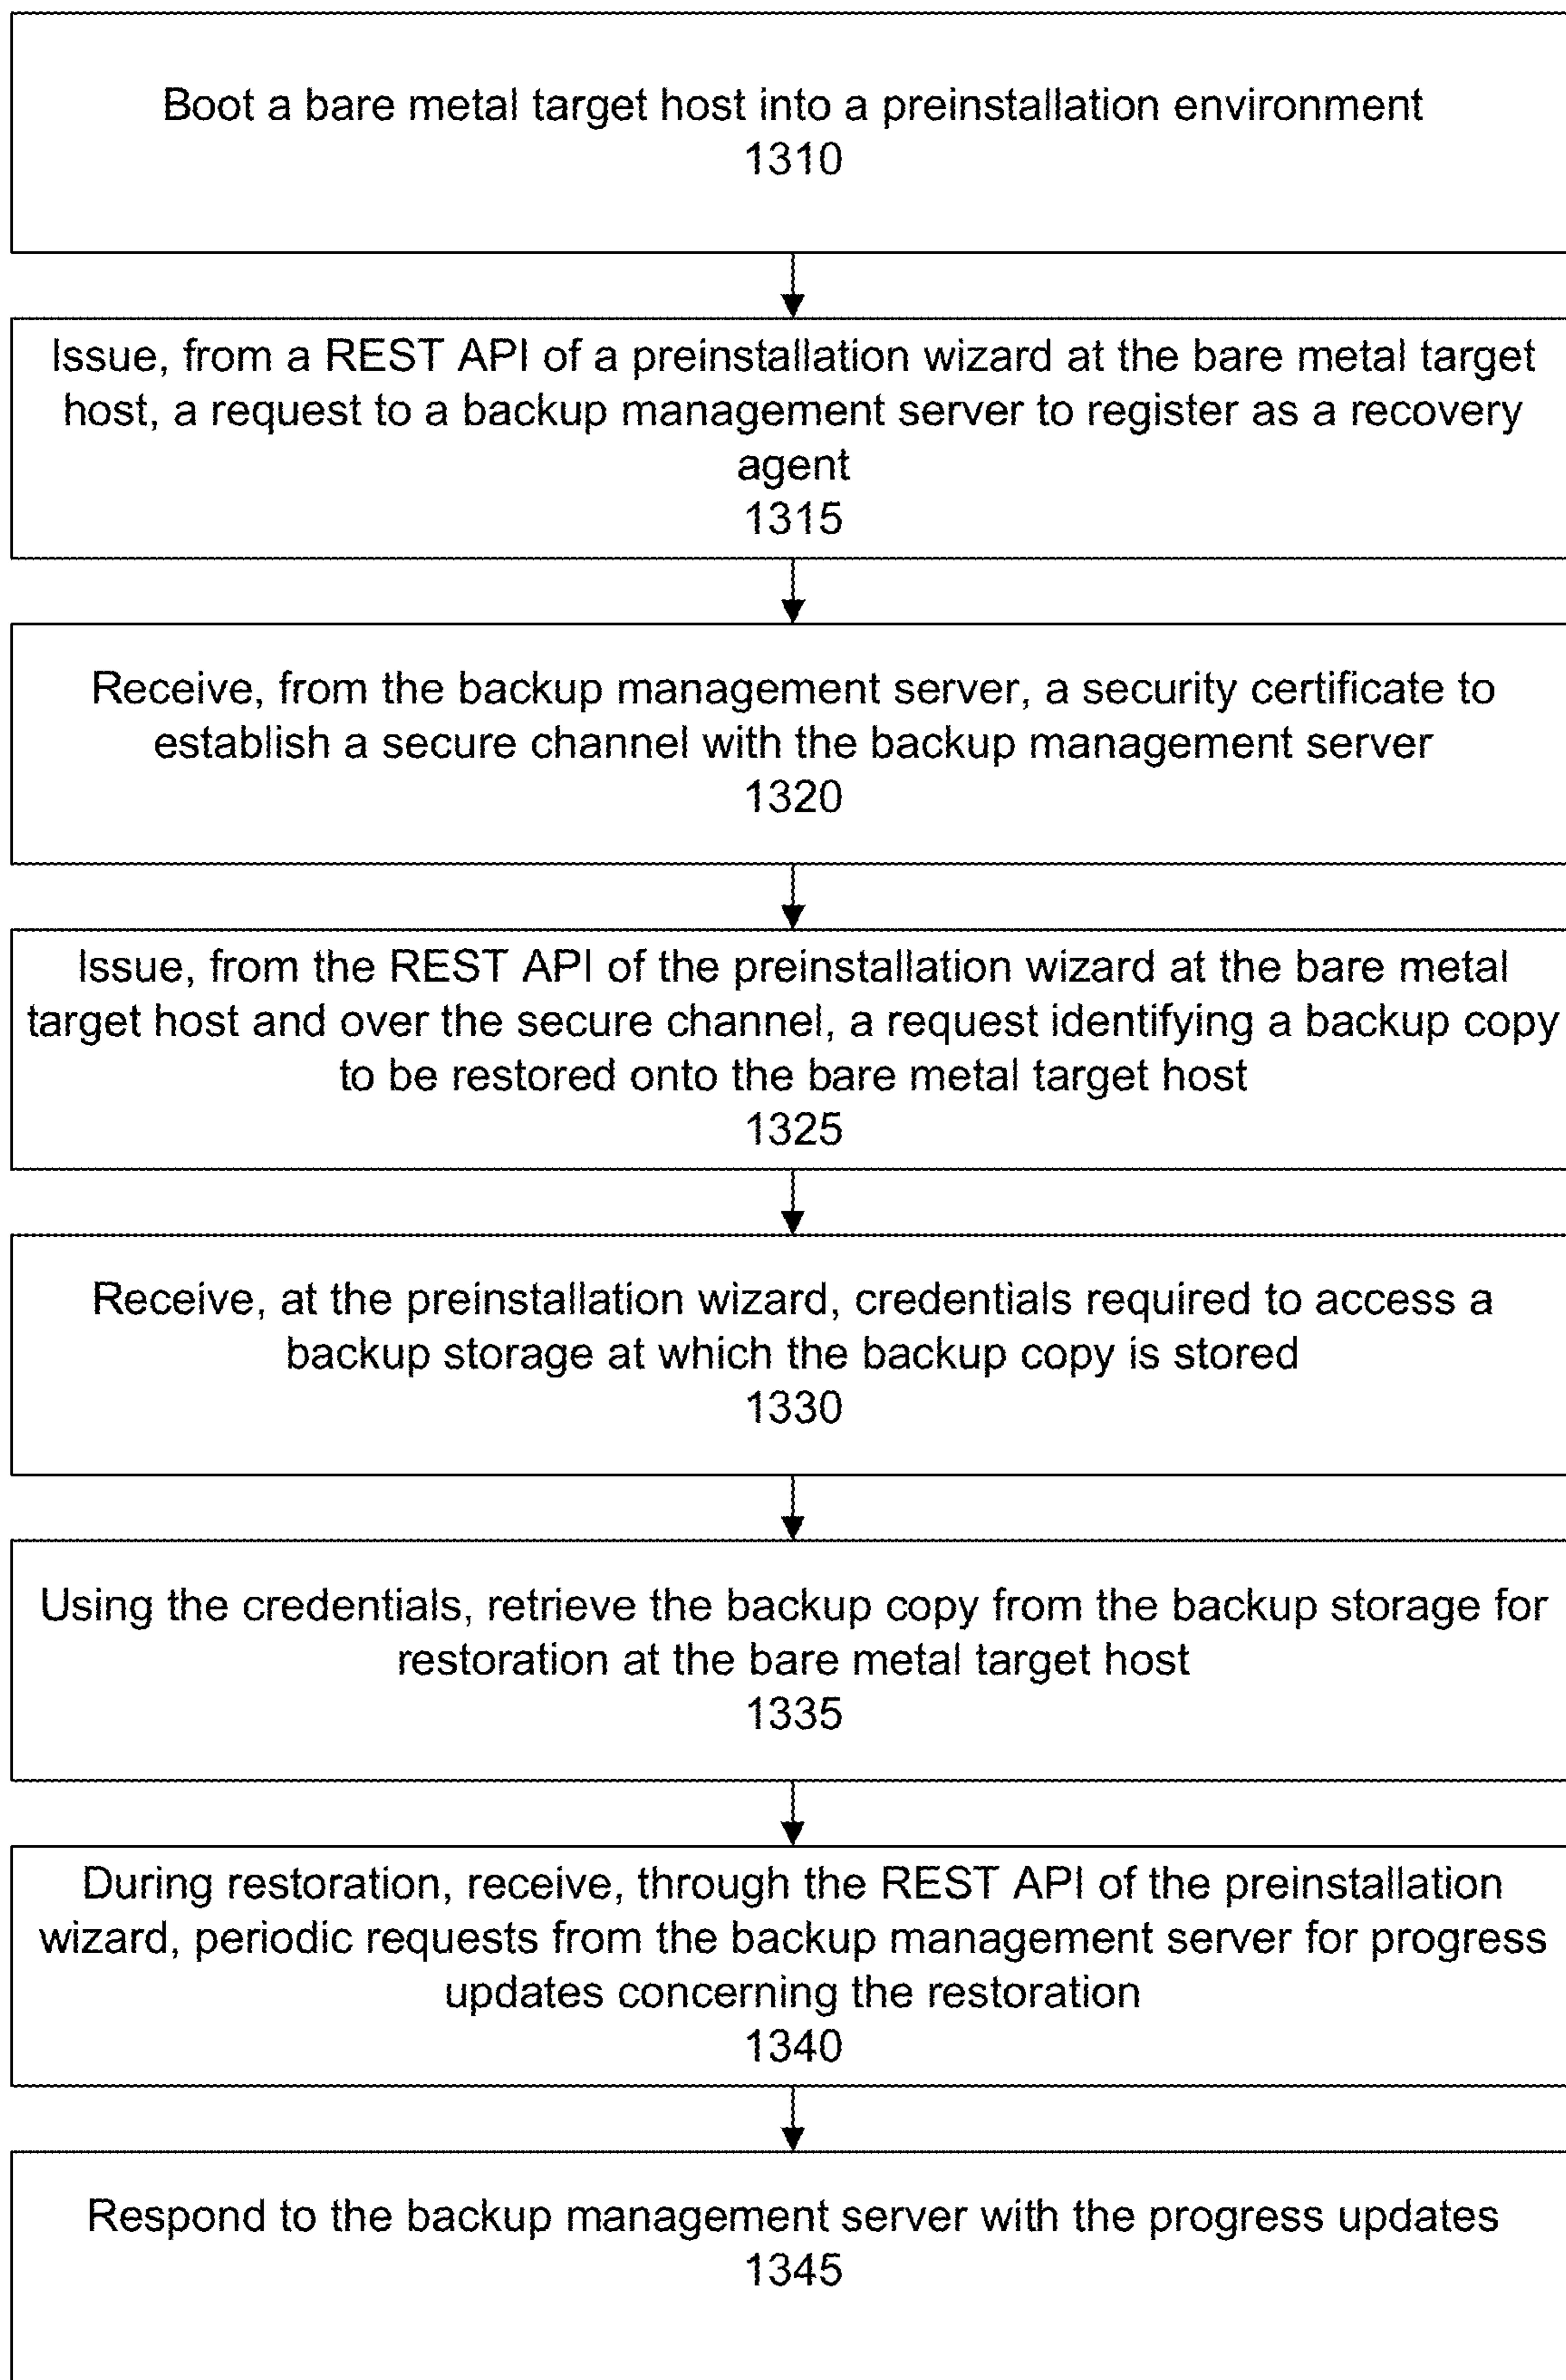 Boot a bare metal target host into a preinstallation environment
1310
Issue, from a REST API of a preinstallation wizard at the bare metal target
host, a request to a backup management server to register as a recovery
agent
1315
Receive, from the backup management server, a security certificate to
establish a secure channel with the backup management server
1320
Issue, from the REST API of the preinstallation wizard at the bare metal
target host and over the secure channel, a request identifying a backup copy
to be restored onto the bare metal target host
1325
Receive, at the preinstallation wizard, credentials required to access a
backup storage at which the backup copy is stored
1330
Using the credentials, retrieve the backup copy from the backup storage for
restoration at the bare metal target host
1335
During restoration, receive, through the REST API of the preinstallation
wizard, periodic requests from the backup management server for progress
updates concerning the restoration
1340
Respond to the backup management server with the progress updates
1345